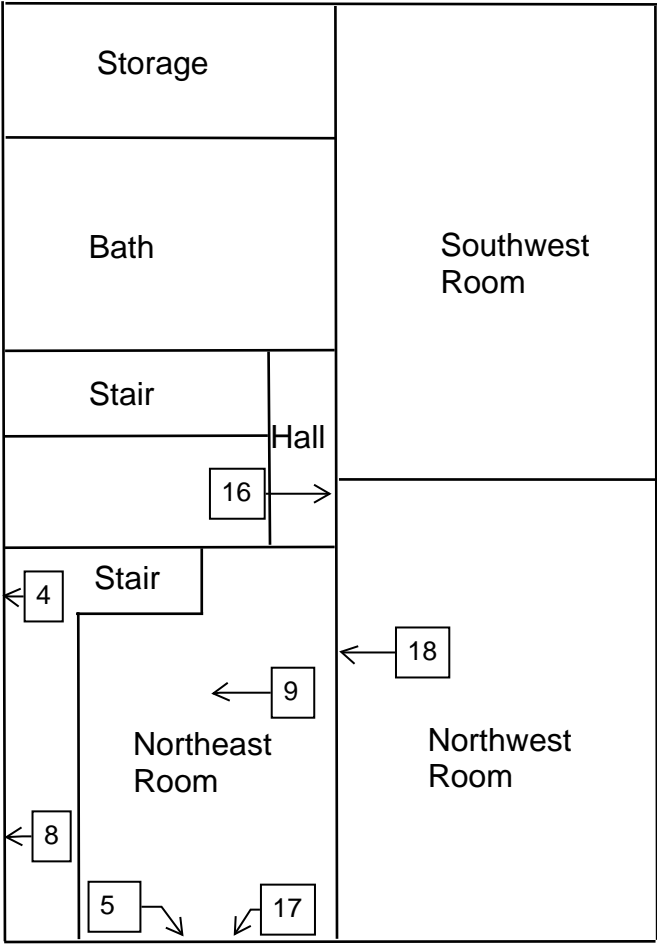 Storage
Bath
Southwest
Room
Stair
Hall
16
Stair
4
18
9
Northeast
Room
Northwest
Room
8
5
17